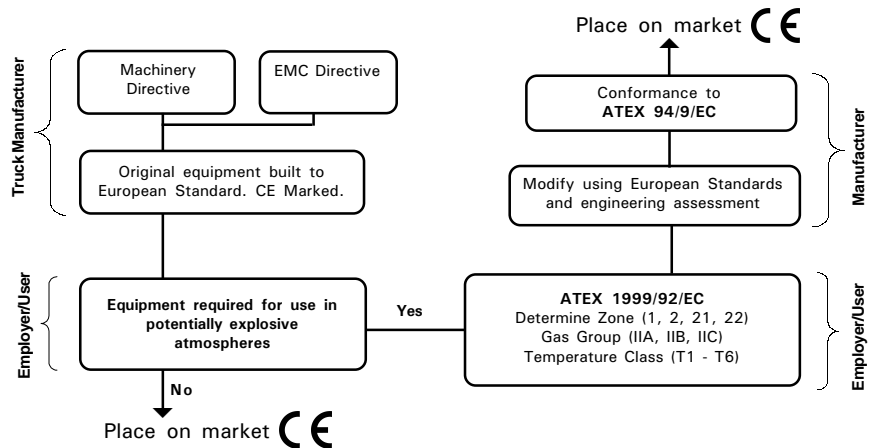 Truck Manufacturer
Machinery
Directive
EMC Directive
Original equipment built to
European Standard. CE Marked.
Employer/User
Equipment required for use in
potentially explosive
atmospheres
Yes
No
Place on market CE
Place on market CE
Conformance to
ATEX 94/9/EC
Manufacturer
Modify using European Standards
and engineering assessment
ATEX 1999/92/EC
Determine Zone (1, 2, 21, 22)
Gas Group (IIA, IIB, IIC)
Temperature Class (T1 - T6)
Employer/User